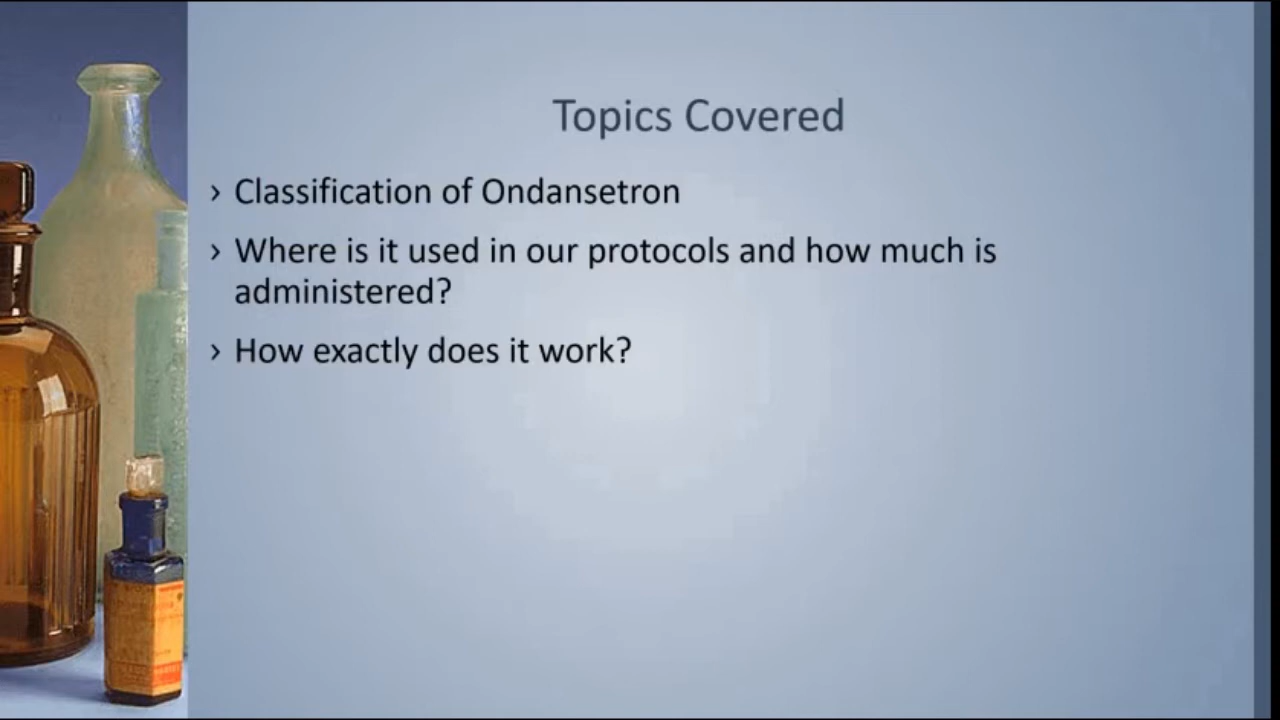 Topics Covered
› Classification of Ondansetron
› Where is it used in our protocols and how much is
administered?
› How exactly does it work?